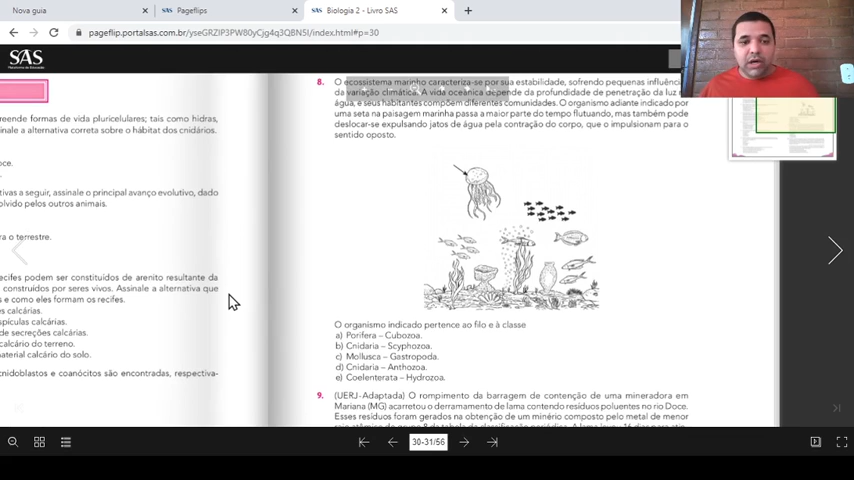 Nova guia
Pageflips
Biologia 2 - Livro SAS
pageflip.portalsas.com.br/yseGRZIP3PW80yCjg4q3Q8N5I/index.html#p=30
SAS
Plataforma de Educação
reende formas de vida pluricelulares; tais como hidras,
inale a alternativa correta sobre o hábitat dos cnidários.
oce.
tivas a seguir, assinale o principal avanço evolutivo, dado
olvido pelos outros animais.
ra o terrestre.
ecifes podem ser constituídos de arenito resultante da
construídos por seres vivos. Assinale a alternativa que
s e como eles formam os recifes.
es calcárias.
spículas calcárias.
de secreções calcárias.
calcário do terreno.
aterial calcário do solo.
cnidoblastos e coanócitos são encontradas, respectiva-
8. O ecossistema marinho caracteriza-se por sua estabilidade, sofrendo pequenas influênci
da variação climática. A vida oceânica depende da profundidade de penetração da luz n
água, e seus habitantes compõem diferentes comunidades. O organismo adiante indicado por
uma seta na paisagem marinha passa a maior parte do tempo flutuando, mas também pode
deslocar-se expulsando jatos de água pela contração do corpo, que o impulsionam para o
sentido oposto.
O organismo indicado pertence ao filo e à classe
a) Porifera – Cubozoa.
b) Cnidaria – Scyphozoa.
c) Mollusca – Gastropoda.
d) Cnidaria – Anthozoa.
e) Coelenterata – Hydrozoa.
9. (UERJ-Adaptada) O rompimento da barragem de contenção de uma mineradora em
Mariana (MG) acarretou o derramamento de lama contendo resíduos poluentes no rio Doce.
Esses resíduos foram gerados na obtenção de um minério composto pelo metal de menor
30-31/56